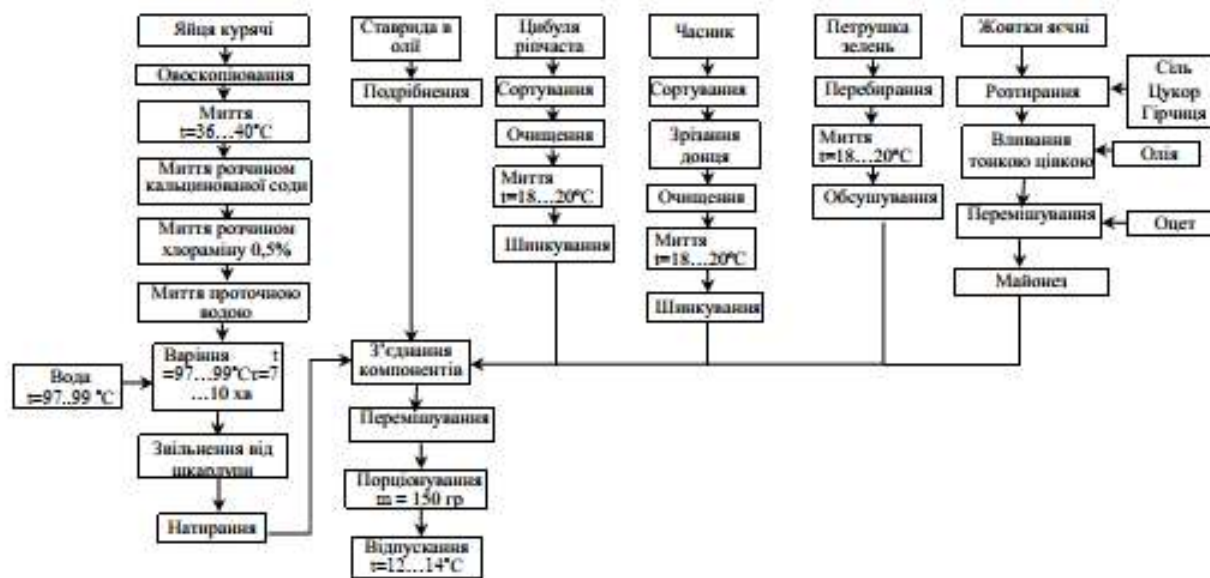 Яйця курячі
Овоскопіювання
Миття
t=36…40°С
Миття розчином
кальцинованої соди
Миття розчином
хлораміну 0,5%
Миття проточною
водою
Вода
t=97..99 °С
Варіння t
=97…99°Сτ=7
…10 хв
Звільнення від
шкарлупи
Натирання
Ставрида в
олії
Подрібнення
З'єднання
компонентів
Перемішування
Порціонування
m = 150 гр
Відпускання
t=12…14°С
Цибуля
ріпчаста
Сортування
Очищення
Миття
t=18…20°С
Шинкування
Часник
Сортування
Зрізання
донця
Очищення
Миття
t=18…20°С
Шинкування
Петрушка
зелень
Перебирання
Миття
t=18…20°С
Обсушування
Жовтки яєчні
Розтирання
Сіль
Цукор
Гірчиця
Вливання
тонкою цівкою
Олія
Перемішування
Оцет
Майонез